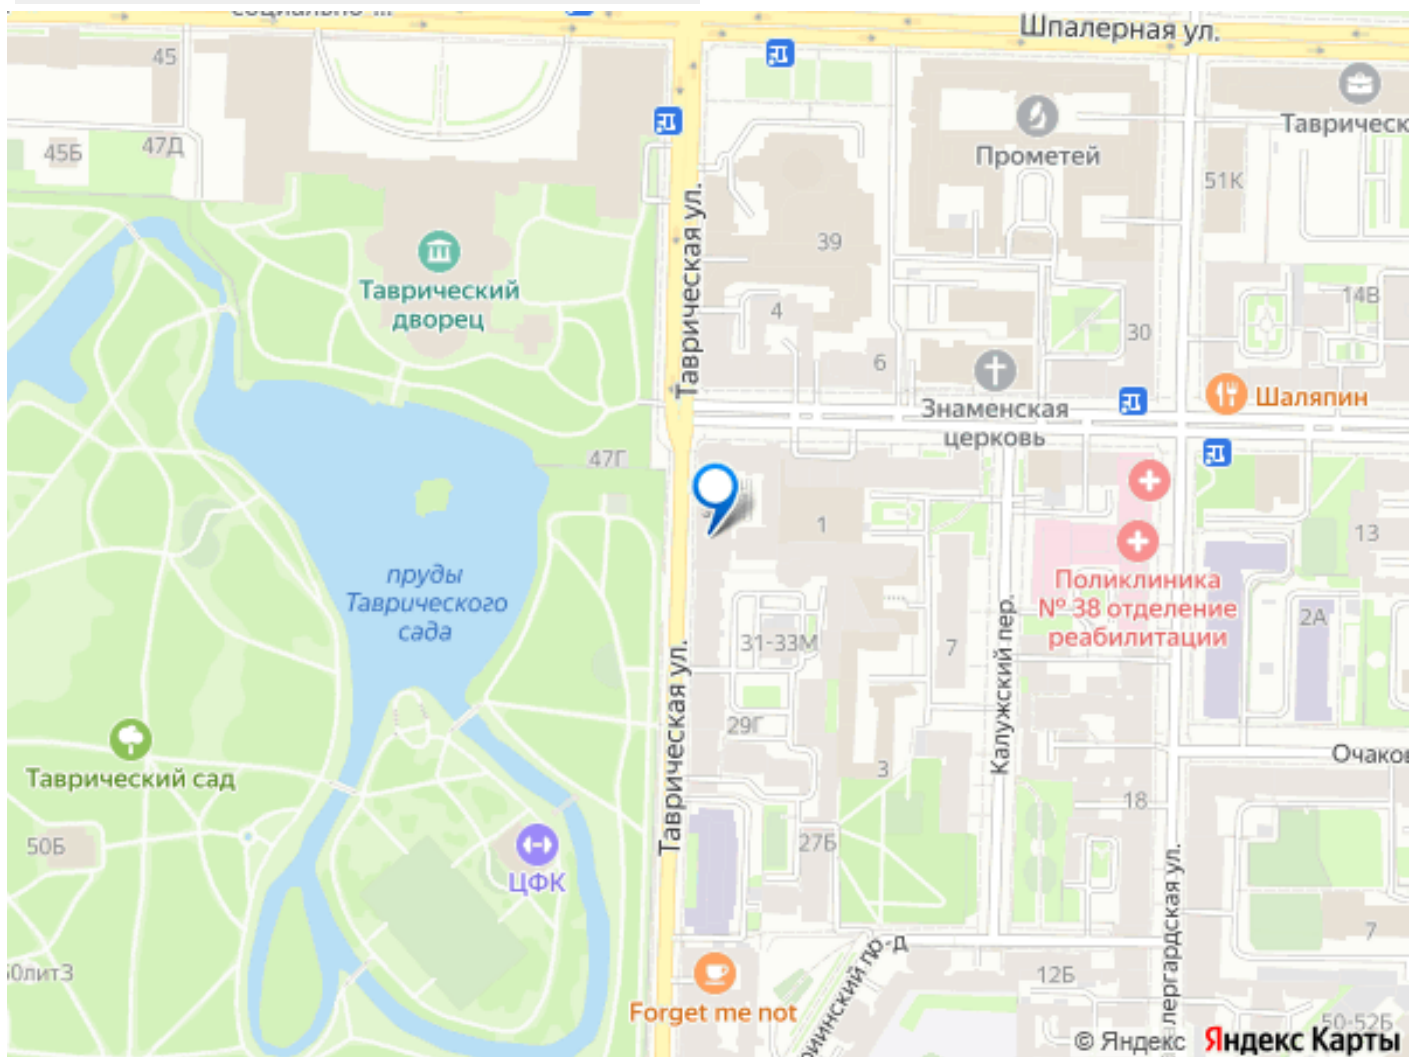 Шпалерная ул.
45
Таврическ
Прометей
45Б
47Д
51К
Таврическая ул.
39
Таврический
дворец
14В
4
30
6
Знаменская
церковь
Шаляпин
47Г
1
13
пруды
Таврического
сада
Поликлиника
№ 38 отделение
реабилитации
2А
31-33М
7
Калужский пер.
Таврическая ул.
29Г
Таврический сад
3
Очаков
18
50Б
27Б
ЦФК
лергардская ул.
7
0лит3
12Б
Forget me not
50-52Б
© Яндекс Яндекс Карты